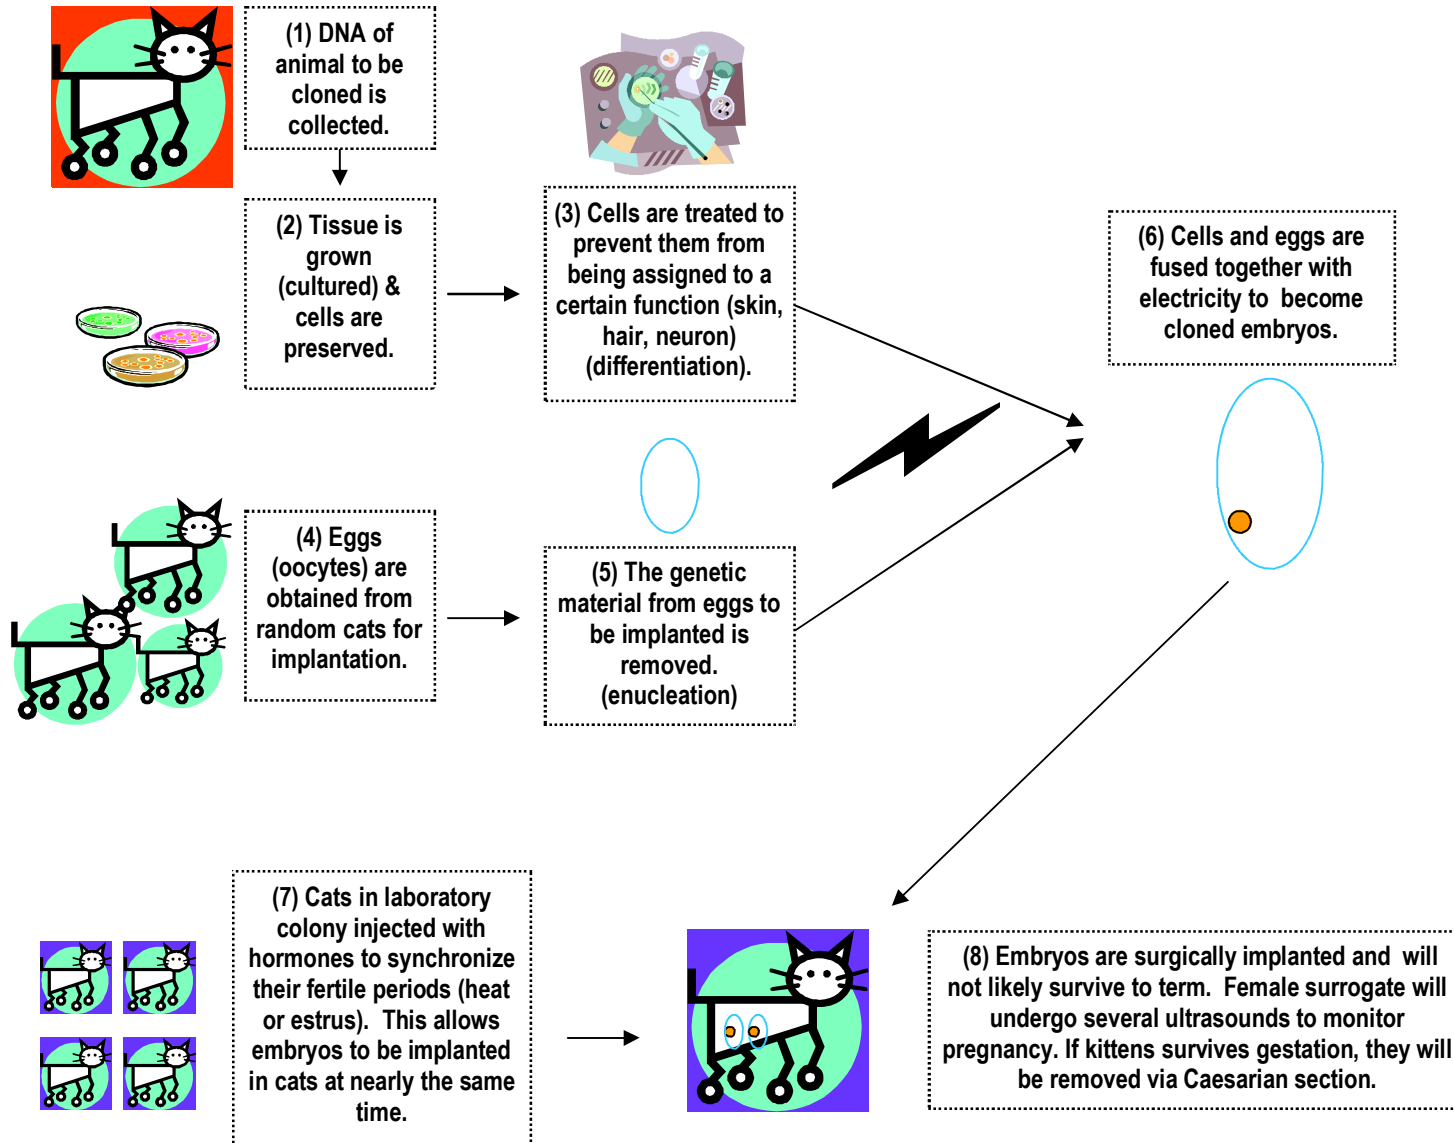 (1) DNA of
animal to be
cloned is
collected.
(2) Tissue is
grown
(cultured) &
cells are
preserved.
(3) Cells are treated to
prevent them from
being assigned to a
certain function (skin,
hair, neuron)
(differentiation).
(4) Eggs
(oocytes) are
obtained from
random cats for
implantation.
(5) The genetic
material from eggs to
be implanted is
removed.
(enucleation)
(6) Cells and eggs are
fused together with
electricity to become
cloned embryos.
(7) Cats in laboratory
colony injected with
hormones to synchronize
their fertile periods (heat
or estrus). This allows
embryos to be implanted
in cats at nearly the same
time.
(8) Embryos are surgically implanted and will
not likely survive to term. Female surrogate will
undergo several ultrasounds to monitor
pregnancy. If kittens survives gestation, they will
be removed via Caesarian section.